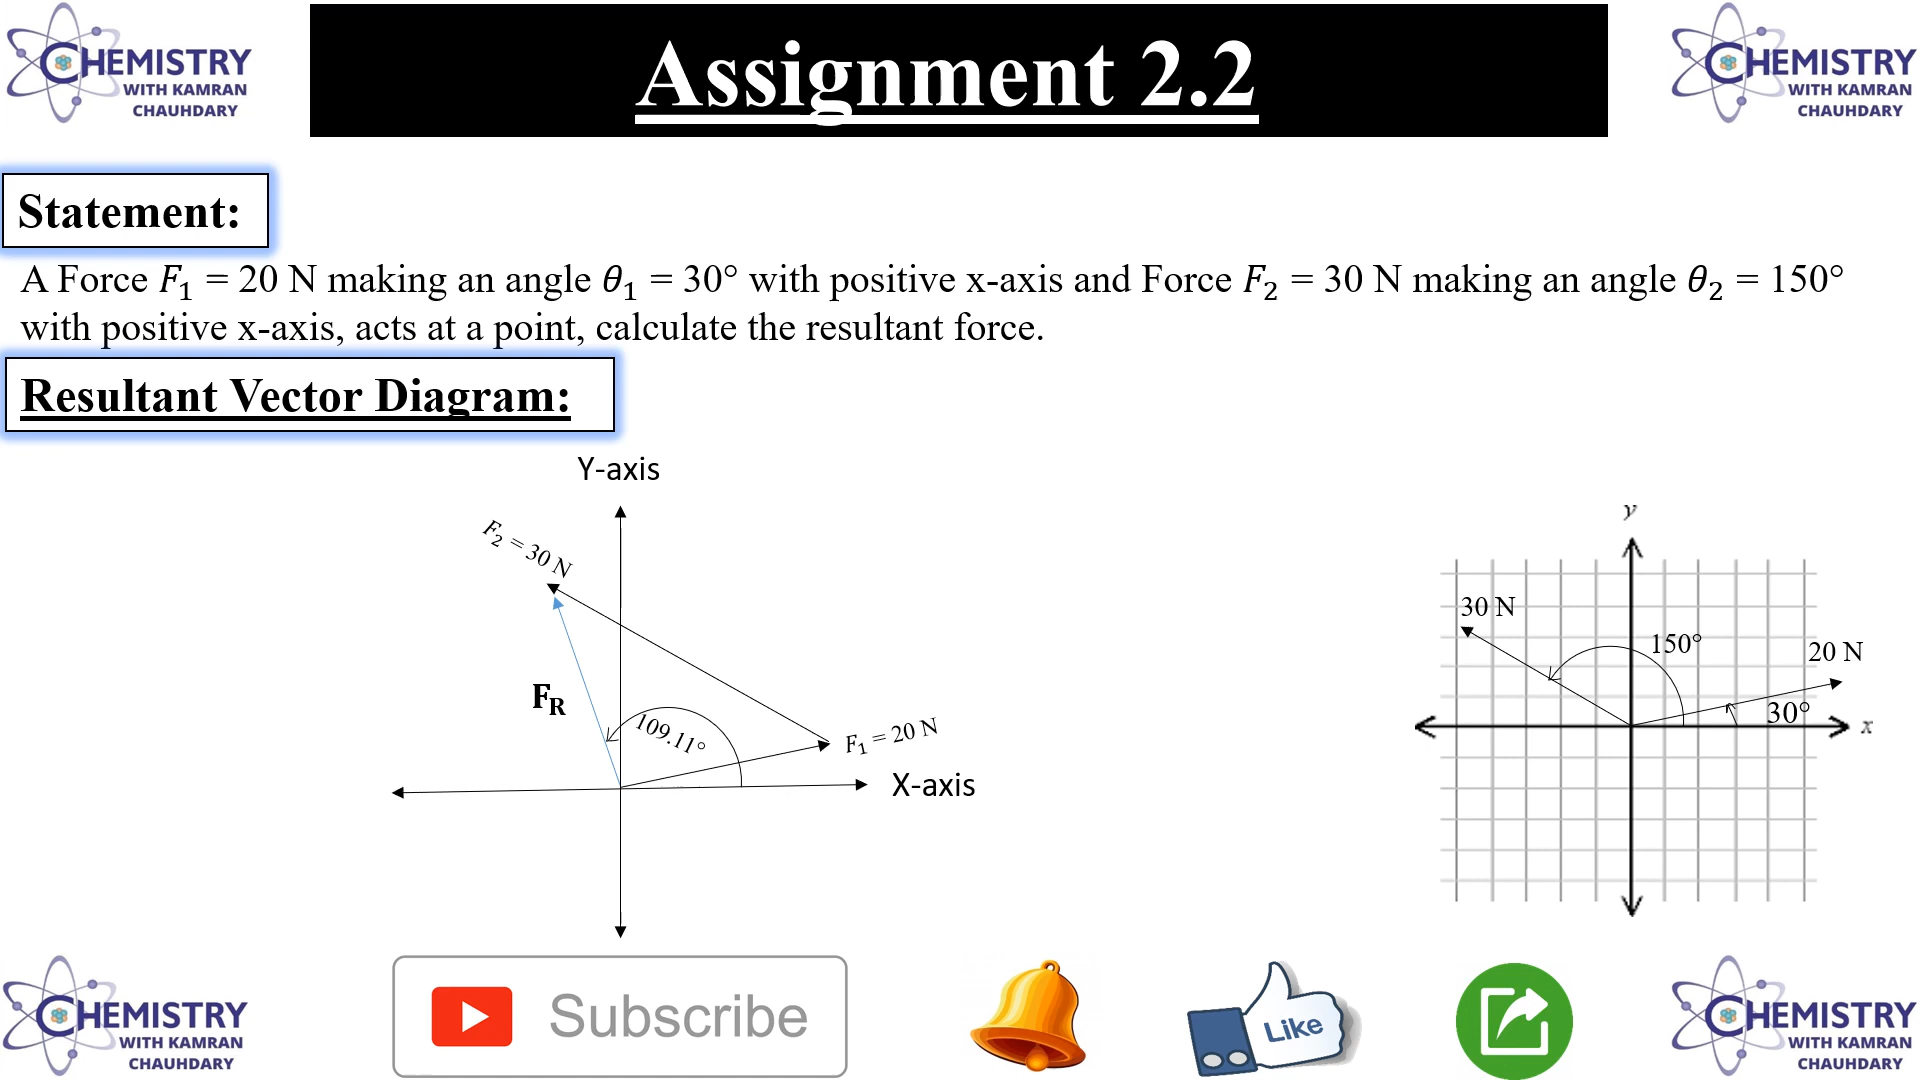 CHEMISTRY
WITH KAMRAN
CHAUHDARY
Assignment 2.2
CHEMISTRY
WITH KAMRAN
CHAUHDARY
Statement:
A Force F₁ = 20 N making an angle θ₁ = 30° with positive x-axis and Force F₂ = 30 N making an angle θ₂ = 150°
with positive x-axis, acts at a point, calculate the resultant force.
Resultant Vector Diagram:
Y-axis
F₂ = 30 N
F_R
109.11°
F₁ = 20 N
X-axis
y
30 N
150°
20 N
30°
x
CHEMISTRY
WITH KAMRAN
CHAUHDARY
Subscribe
Like
CHEMISTRY
WITH KAMRAN
CHAUHDARY